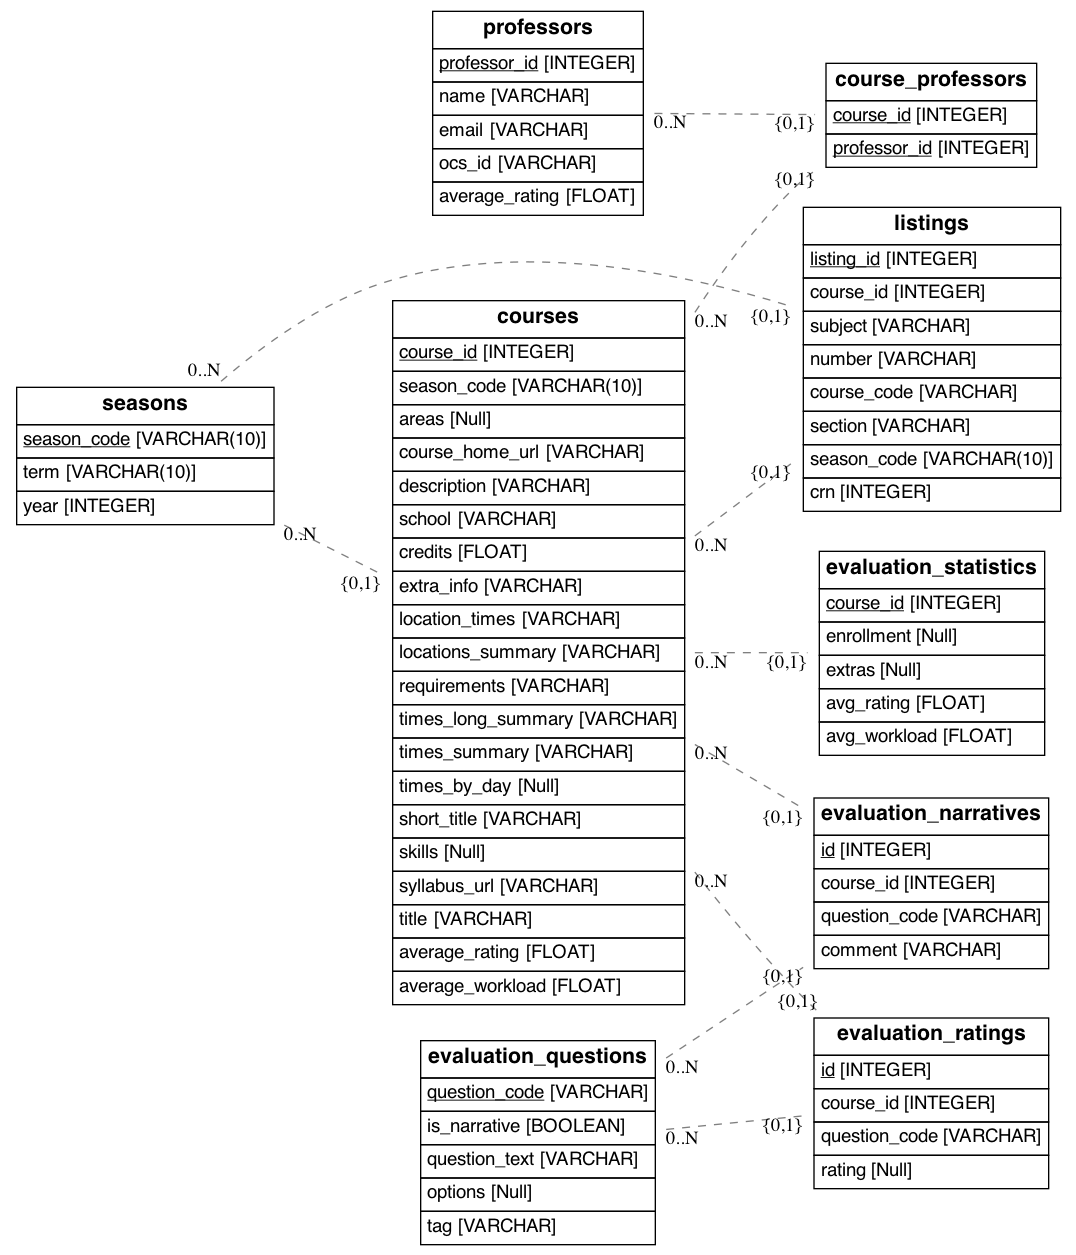 professors
professor_id [INTEGER]
name [VARCHAR]
email [VARCHAR]
ocs_id [VARCHAR]
average_rating [FLOAT]
0..N
{0,1}
course_professors
course_id [INTEGER]
professor_id [INTEGER]
{0,1}
0..N
listings
listing_id [INTEGER]
course_id [INTEGER]
subject [VARCHAR]
number [VARCHAR]
course_code [VARCHAR]
section [VARCHAR]
season_code [VARCHAR(10)]
crn [INTEGER]
{0,1}
0..N
seasons
season_code [VARCHAR(10)]
term [VARCHAR(10)]
year [INTEGER]
0..N
{0,1}
courses
course_id [INTEGER]
season_code [VARCHAR(10)]
areas [Null]
course_home_url [VARCHAR]
description [VARCHAR]
school [VARCHAR]
credits [FLOAT]
extra_info [VARCHAR]
location_times [VARCHAR]
locations_summary [VARCHAR]
requirements [VARCHAR]
times_long_summary [VARCHAR]
times_summary [VARCHAR]
times_by_day [Null]
short_title [VARCHAR]
skills [Null]
syllabus_url [VARCHAR]
title [VARCHAR]
average_rating [FLOAT]
average_workload [FLOAT]
{0,1}
0..N
evaluation_statistics
course_id [INTEGER]
enrollment [Null]
extras [Null]
avg_rating [FLOAT]
avg_workload [FLOAT]
0..N
{0,1}
0..N
{0,1}
evaluation_narratives
id [INTEGER]
course_id [INTEGER]
question_code [VARCHAR]
comment [VARCHAR]
0..N
{0,1}
{0,1}
0..N
evaluation_questions
question_code [VARCHAR]
is_narrative [BOOLEAN]
question_text [VARCHAR]
options [Null]
tag [VARCHAR]
0..N
{0,1}
evaluation_ratings
id [INTEGER]
course_id [INTEGER]
question_code [VARCHAR]
rating [Null]